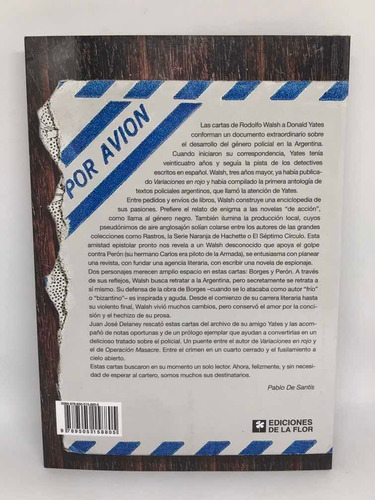 POR AVION
Las cartas de Rodolfo Walsh a Donald Yates
conforman un documento extraordinario sobre
el desarrollo del género policial en la Argentina.
Cuando iniciaron su correspondencia, Yates tenía
veinticuatro años y seguía la pista de los detectives
escritos en español; Walsh, tres años mayor, ya había publi-
cado Variaciones en rojo y había compilado la primera antología de
textos policiales argentinos, que llamó la atención de Yates.
Entre pedidos y envíos de libros, Walsh construye una enciclopedia de
sus pasiones. Prefiere el relato de enigma a las novelas "de acción",
como llama al género negro. También ilumina la producción local, cuyos
pseudónimos de aire anglosajón solían colarse entre los autores de las grandes
colecciones como Rastros, la Serie Naranja de Hachette o El Séptimo Círculo. Esta
amistad epistolar pronto nos revela a un Walsh desconocido que apoya el golpe
contra Perón (su hermano Carlos era piloto de la Armada), se entusiasma con planear
una revista, con fundar una agencia literaria, con escribir una novela de espionaje.
Dos personajes merecen amplio espacio en estas cartas: Borges y Perón. A través
de sus reflejos, Walsh busca retratar a la Argentina, pero secretamente se retrata a
sí mismo. Su defensa de la obra de Borges –cuando se lo atacaba como autor "frío"
o "bizantino"– es inspirada y aguda. Desde el comienzo de su carrera literaria hasta
su violento final, Walsh vivió muchos cambios, pero conservó el amor por la conci-
sión y el hechizo de su prosa.
Juan José Delaney rescató estas cartas del archivo de su amigo Yates y las acom-
pañó de notas oportunas y de un prólogo ejemplar que ayudan a convertirlas en un
delicioso tratado sobre el policial. Un puente entre el autor de Variaciones en rojo y
el de Operación Masacre. Entre el crimen en un cuarto cerrado y el fusilamiento a
cielo abierto.
Estas cartas buscaron en su momento un solo lector. Ahora, felizmente, y sin nece-
sidad de esperar al cartero, somos muchos sus destinatarios.
Pablo De Santis
EDICIONES
DE LA FLOR